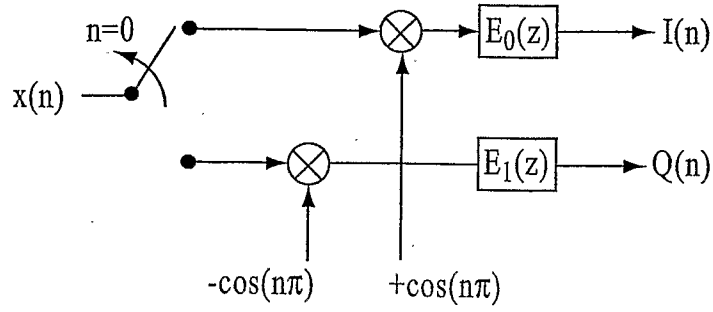 n=0
E₀(z)
I(n)
x(n)
E₁(z)
Q(n)
-cos(nπ)
+cos(nπ)